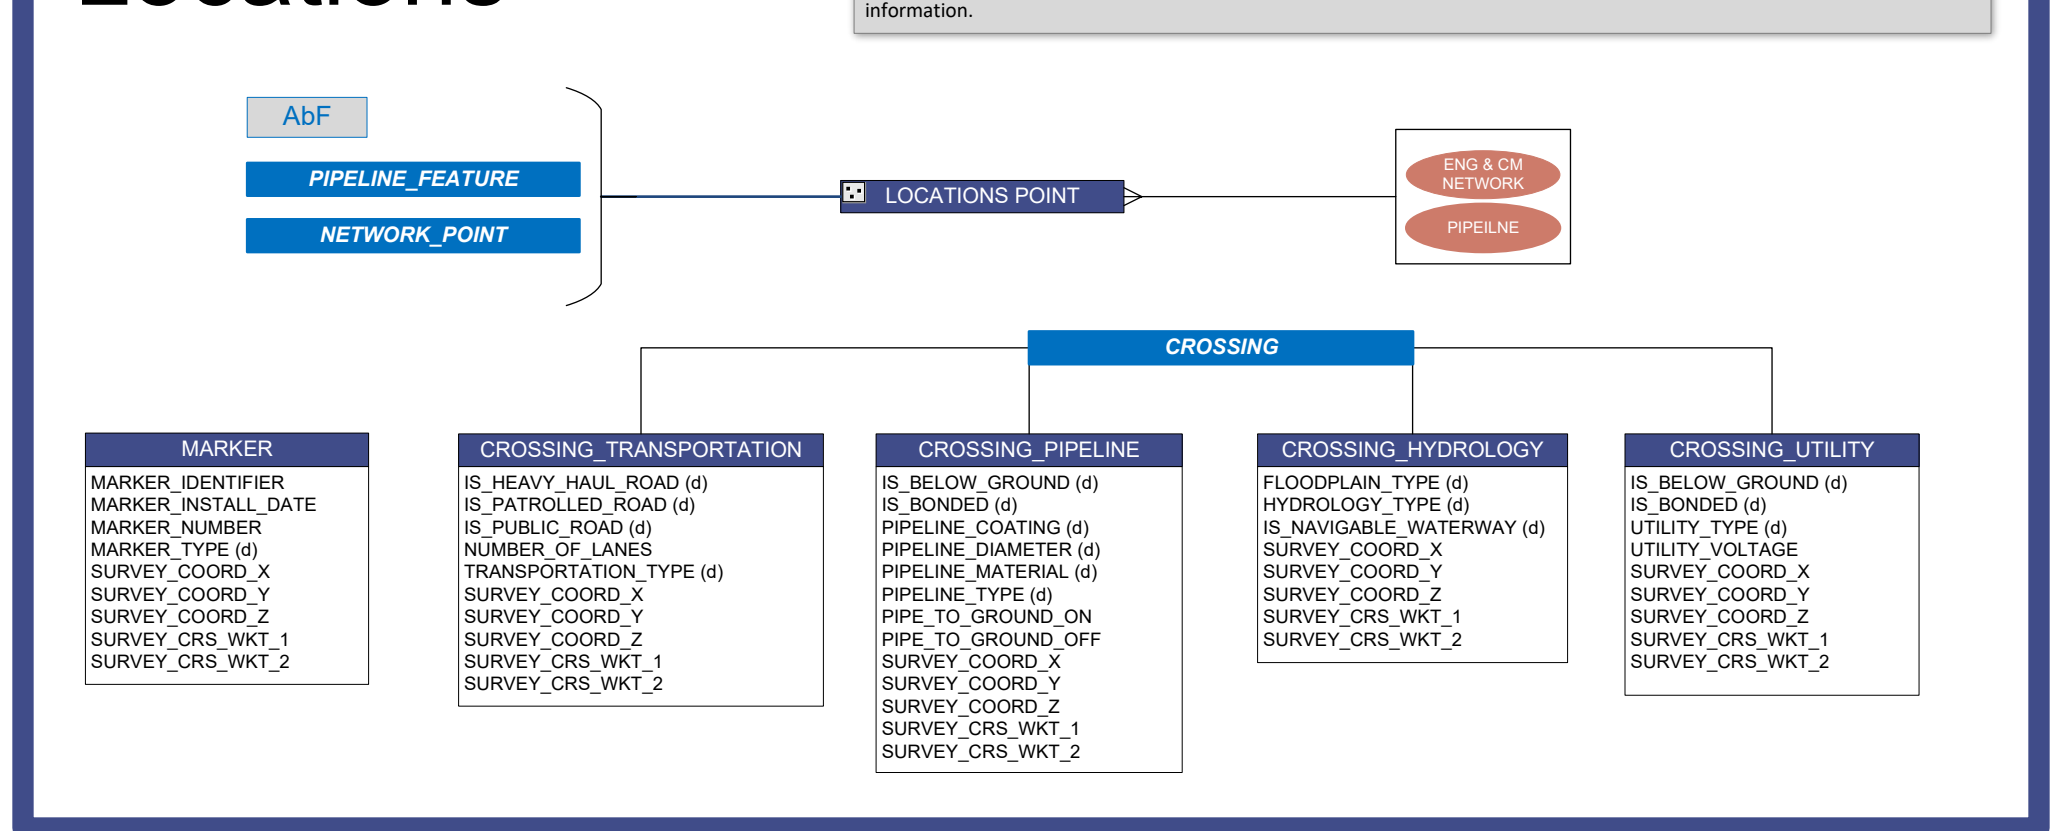 Locations
information.
AbF
PIPELINE_FEATURE
NETWORK_POINT
LOCATIONS POINT
ENG & CM
NETWORK
PIPEILNE
CROSSING
MARKER
MARKER_IDENTIFIER
MARKER_INSTALL_DATE
MARKER_NUMBER
MARKER_TYPE (d)
SURVEY_COORD_X
SURVEY_COORD_Y
SURVEY_COORD_Z
SURVEY_CRS_WKT_1
SURVEY_CRS_WKT_2
CROSSING_TRANSPORTATION
IS_HEAVY_HAUL_ROAD (d)
IS_PATROLLED_ROAD (d)
IS_PUBLIC_ROAD (d)
NUMBER_OF_LANES
TRANSPORTATION_TYPE (d)
SURVEY_COORD_X
SURVEY_COORD_Y
SURVEY_COORD_Z
SURVEY_CRS_WKT_1
SURVEY_CRS_WKT_2
CROSSING_PIPELINE
IS_BELOW_GROUND (d)
IS_BONDED (d)
PIPELINE_COATING (d)
PIPELINE_DIAMETER (d)
PIPELINE_MATERIAL (d)
PIPELINE_TYPE (d)
PIPE_TO_GROUND_ON
PIPE_TO_GROUND_OFF
SURVEY_COORD_X
SURVEY_COORD_Y
SURVEY_COORD_Z
SURVEY_CRS_WKT_1
SURVEY_CRS_WKT_2
CROSSING_HYDROLOGY
FLOODPLAIN_TYPE (d)
HYDROLOGY_TYPE (d)
IS_NAVIGABLE_WATERWAY (d)
SURVEY_COORD_X
SURVEY_COORD_Y
SURVEY_COORD_Z
SURVEY_CRS_WKT_1
SURVEY_CRS_WKT_2
CROSSING_UTILITY
IS_BELOW_GROUND (d)
IS_BONDED (d)
UTILITY_TYPE (d)
UTILITY_VOLTAGE
SURVEY_COORD_X
SURVEY_COORD_Y
SURVEY_COORD_Z
SURVEY_CRS_WKT_1
SURVEY_CRS_WKT_2